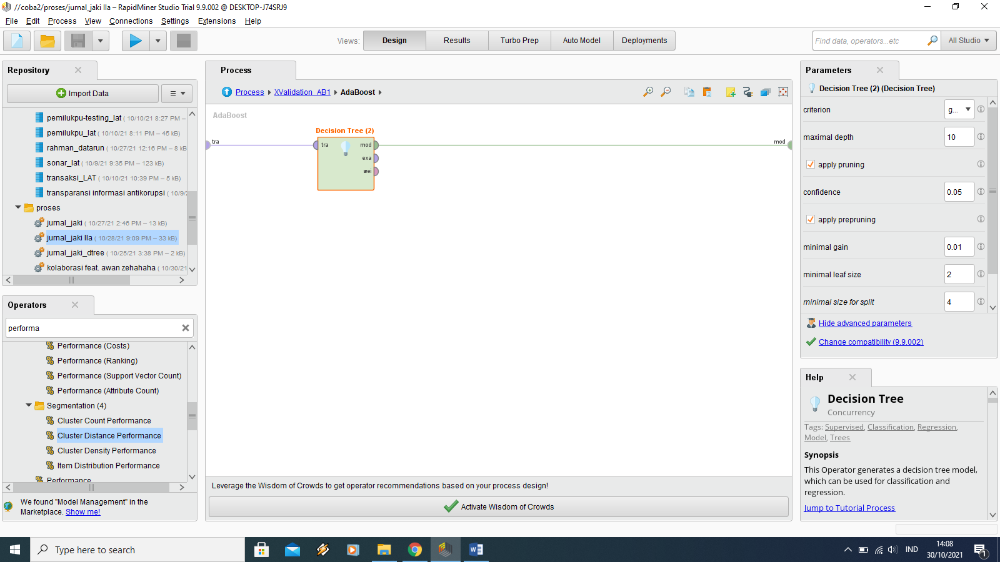 //coba2/proses/jurnal_jaki lla – RapidMiner Studio Trial 9.9.002 @ DESKTOP-J74SRJ9
File Edit Process View Connections Settings Extensions Help
Views: Design Results Turbo Prep Auto Model Deployments
Find data, operators...etc
All Studio
Repository
Import Data
pemilukpu-testing_lat ( 10/10/21 8:27 PM –
pemilukpu_lat ( 10/10/21 8:11 PM – 45 kB)
rahman_datarun ( 10/27/21 12:16 PM – 8 kB
sonar_lat ( 10/9/21 9:35 PM – 123 kB)
transaksi_LAT ( 10/10/21 10:39 PM – 5 kB)
transparansi informasi antikorupsi ( 10/9/2
proses
jurnal_jaki ( 10/27/21 2:46 PM – 13 kB)
jurnal_jaki lla ( 10/28/21 9:09 PM – 33 kB)
jurnal_jaki_dtree ( 10/25/21 3:38 PM – 2 kB)
kolaborasi feat. awan zehahaha ( 10/30/21
Operators
performa
Performance (Costs)
Performance (Ranking)
Performance (Support Vector Count)
Performance (Attribute Count)
Segmentation (4)
Cluster Count Performance
Cluster Distance Performance
Cluster Density Performance
Item Distribution Performance
Performance
We found "Model Management" in the
Marketplace. Show me!
Process
Process XValidation_AB1 AdaBoost
AdaBoost
Decision Tree (2)
tra
tra mod
exa
wei
mod
Leverage the Wisdom of Crowds to get operator recommendations based on your process design!
Activate Wisdom of Crowds
Parameters
Decision Tree (2) (Decision Tree)
criterion g...
maximal depth 10
apply pruning
confidence 0.05
apply prepruning
minimal gain 0.01
minimal leaf size 2
minimal size for split 4
Hide advanced parameters
Change compatibility (9.9.002)
Help
Decision Tree
Concurrency
Tags: Supervised, Classification, Regression,
Model, Trees
Synopsis
This Operator generates a decision tree model,
which can be used for classification and
regression.
Jump to Tutorial Process
Type here to search
IND
14:08
30/10/2021
1